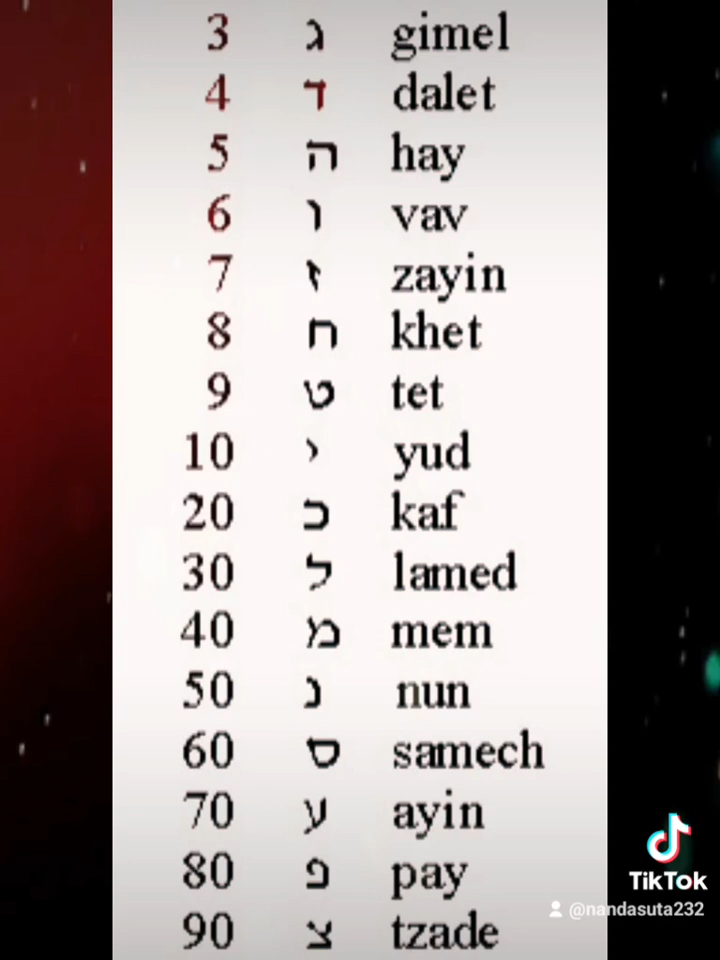 3 ג gimel
4 ד dalet
5 ה hay
6 ו vav
7 ז zayin
8 ח khet
9 ט tet
10 י yud
20 כ kaf
30 ל lamed
40 מ mem
50 נ nun
60 ס samech
70 ע ayin
80 פ pay
90 צ tzade
TikTok
@nandasuta232